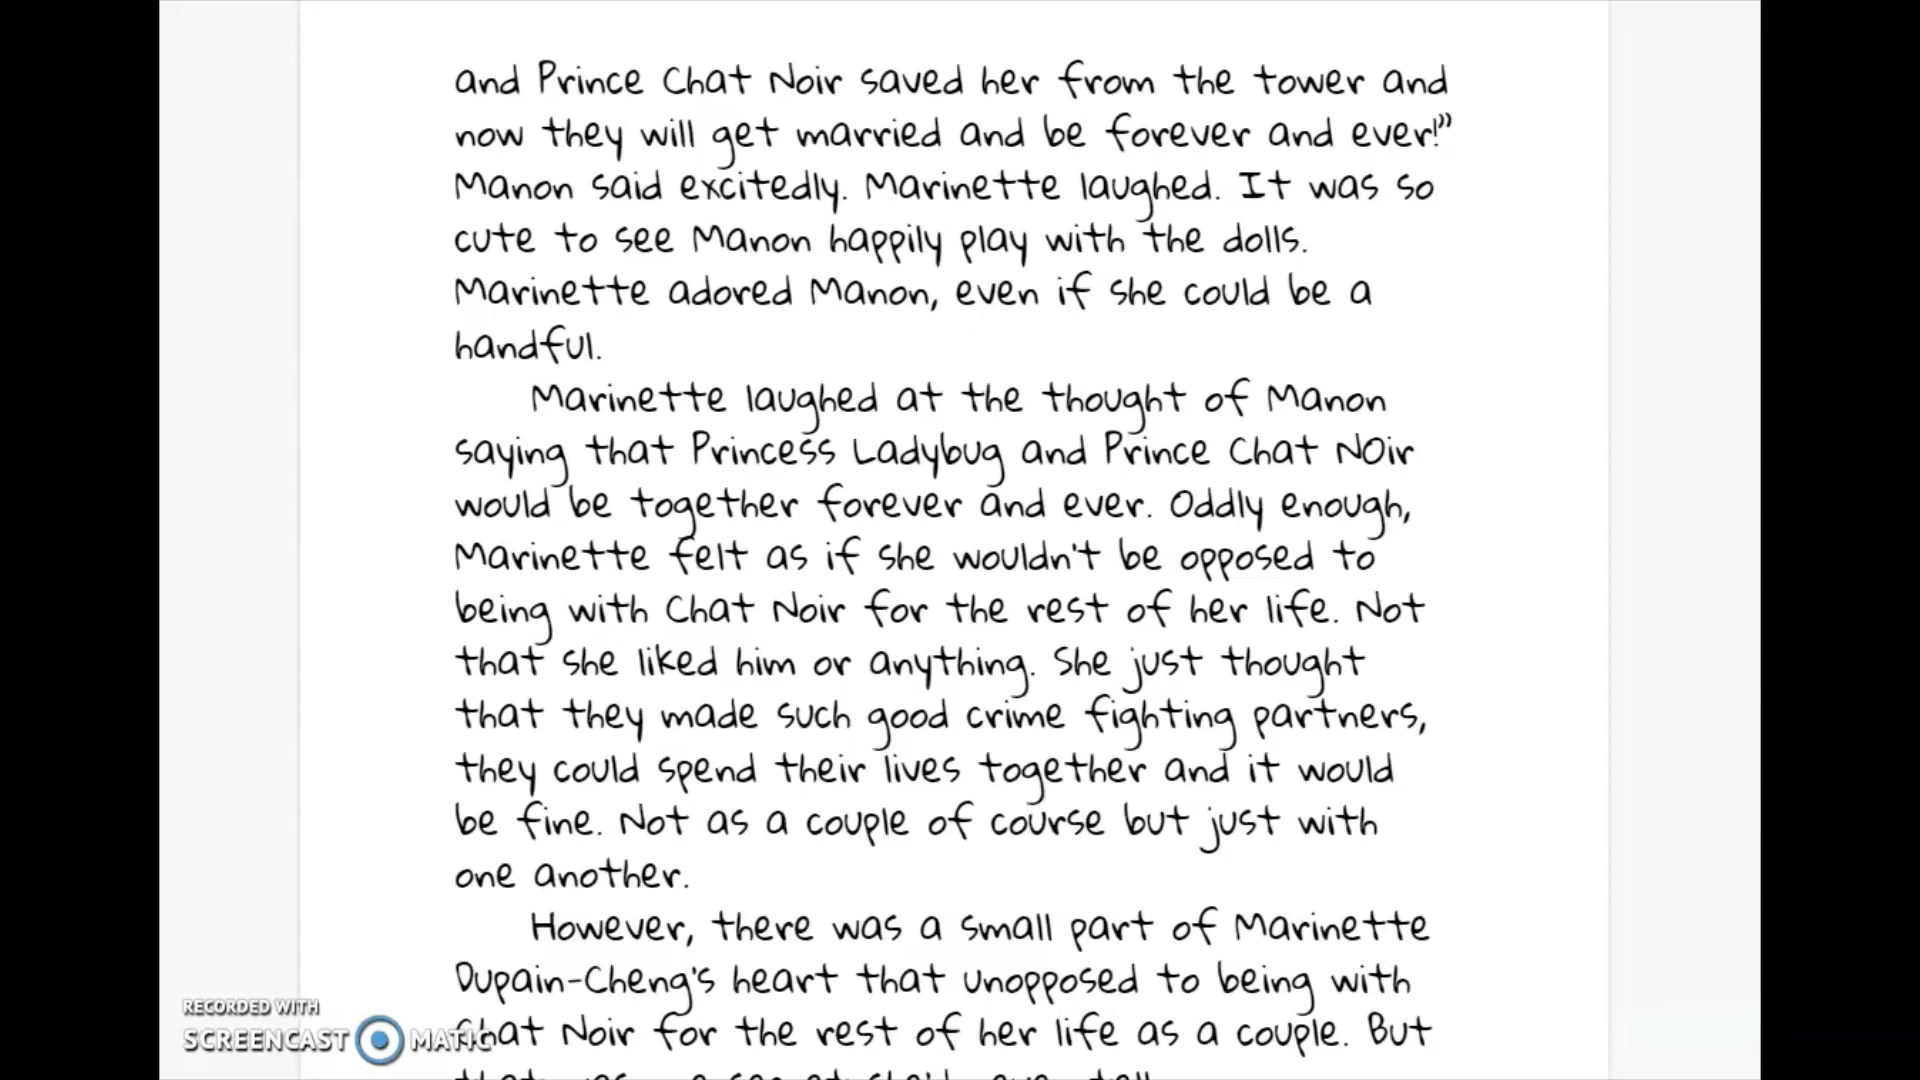 and Prince Chat Noir saved her from the tower and
now they will get married and be forever and ever!”
Manon said excitedly. Marinette laughed. It was so
cute to see Manon happily play with the dolls.
Marinette adored Manon, even if she could be a
handful.
Marinette laughed at the thought of Manon
saying that Princess Ladybug and Prince Chat NOir
would be together forever and ever. Oddly enough,
Marinette felt as if she wouldn't be opposed to
being with Chat Noir for the rest of her life. Not
that she liked him or anything. She just thought
that they made such good crime fighting partners,
they could spend their lives together and it would
be fine. Not as a couple of course but just with
one another.
However, there was a small part of Marinette
Dupain-Cheng's heart that unopposed to being with
Chat Noir for the rest of her life as a couple. But
RECORDED WITH
SCREENCAST MATIC